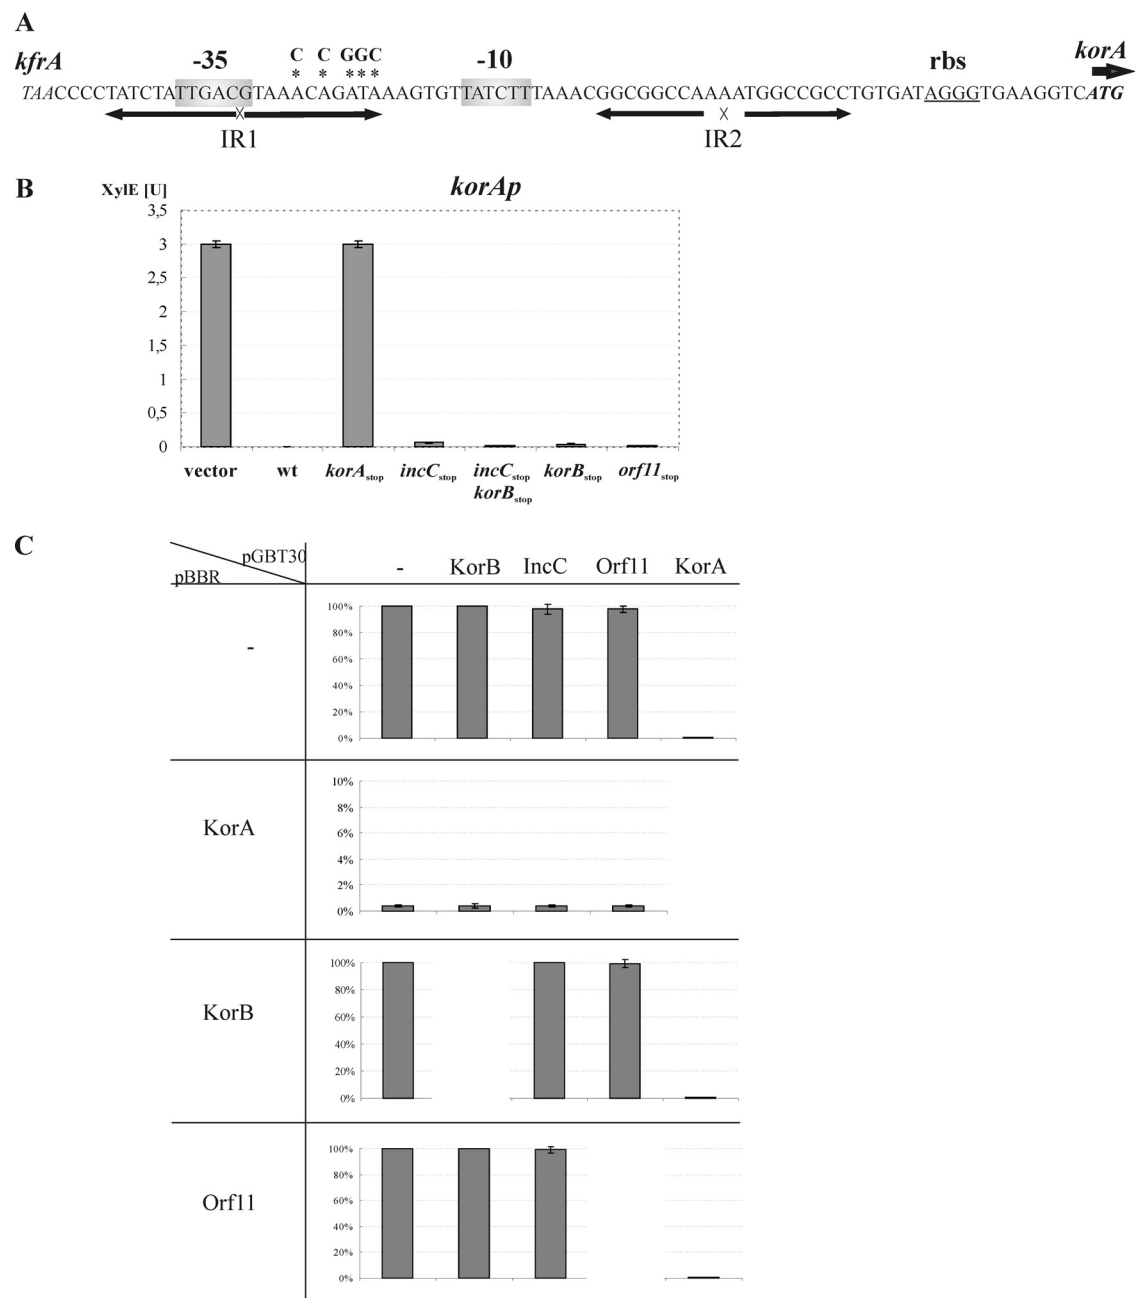 A
C C GGC
kfrA -35 * * *** -10 rbs korA
TAACCCCTATCTATTGACGTAAACAGATAAAGTGTTATCTTTAAACGGCGGCCAAAATGGCCGCCTGTGATAGGGTGAAGGTCATG
X X
IR1 IR2
B
XylE [U] korAp
3,5
3
2,5
2
1,5
1
0,5
0
vector wt korAstop incCstop incCstop korBstop korBstop orf11stop
C
pGBT30
pBBR
- KorB IncC Orf11 KorA
-
100%
80%
60%
40%
20%
0%
KorA
10%
8%
6%
4%
2%
0%
KorB
100%
80%
60%
40%
20%
0%
Orf11
100%
80%
60%
40%
20%
0%